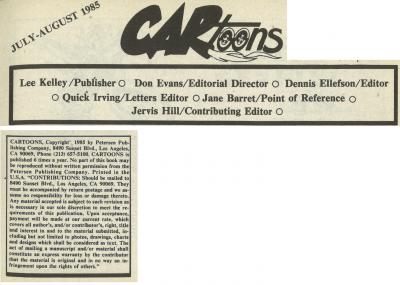 JULY-AUGUST 1985
CARtoons
Lee Kelley/Publisher ○ Don Evans/Editorial Director ○ Dennis Ellefson/Editor
○ Quick Irving/Letters Editor ○ Jane Barret/Point of Reference ○
Jervis Hill/Contributing Editor ○
CARTOONS, Copyright 1985 by Petersen Pub-
lishing Company, 8490 Sunset Blvd., Los Angeles,
CA 90069, Phone (213) 657-5100. CARTOONS is
published 6 times a year. No part of this book may
be reproduced without written permission from the
Petersen Publishing Company. Printed in the
U.S.A. "CONTRIBUTIONS: Should be mailed to
8490 Sunset Blvd., Los Angeles, CA 90069. They
must be accompanied by return postage and we as-
sume no responsibility for loss or damage thereto.
Any material accepted is subject to such revision as
is necessary in our sole discretion to meet the re-
quirements of this publication. Upon acceptance,
payment will be made at our current rate, which
covers all author's, and/or contributor's, right, title
and interest in and to the material submitted, in-
cluding but not limited to photos, drawings, charts
and designs which shall be considered as text. The
act of mailing a manuscript and/or material shall
constitute an express warranty by the contributor
that the material is original and in no way an in-
fringement upon the rights of others."